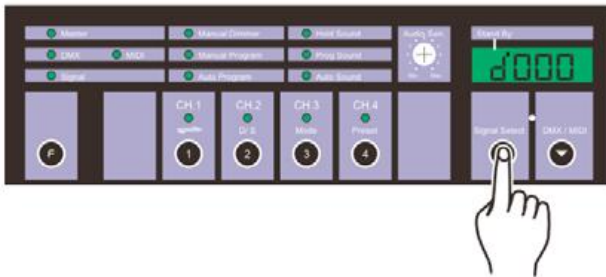 Master
Manual Dimmer
Hold Sound
Audio Sen.
Stand By
DMX
MIDI
Manual Program
Prog Sound
Signal
Auto Program
Auto Sound
Min
Max
d'000
CH.1
CH.2
CH.3
CH.4
D/S
Mode
Preset
Signal Select
DMX / MIDI
F
1
2
3
4